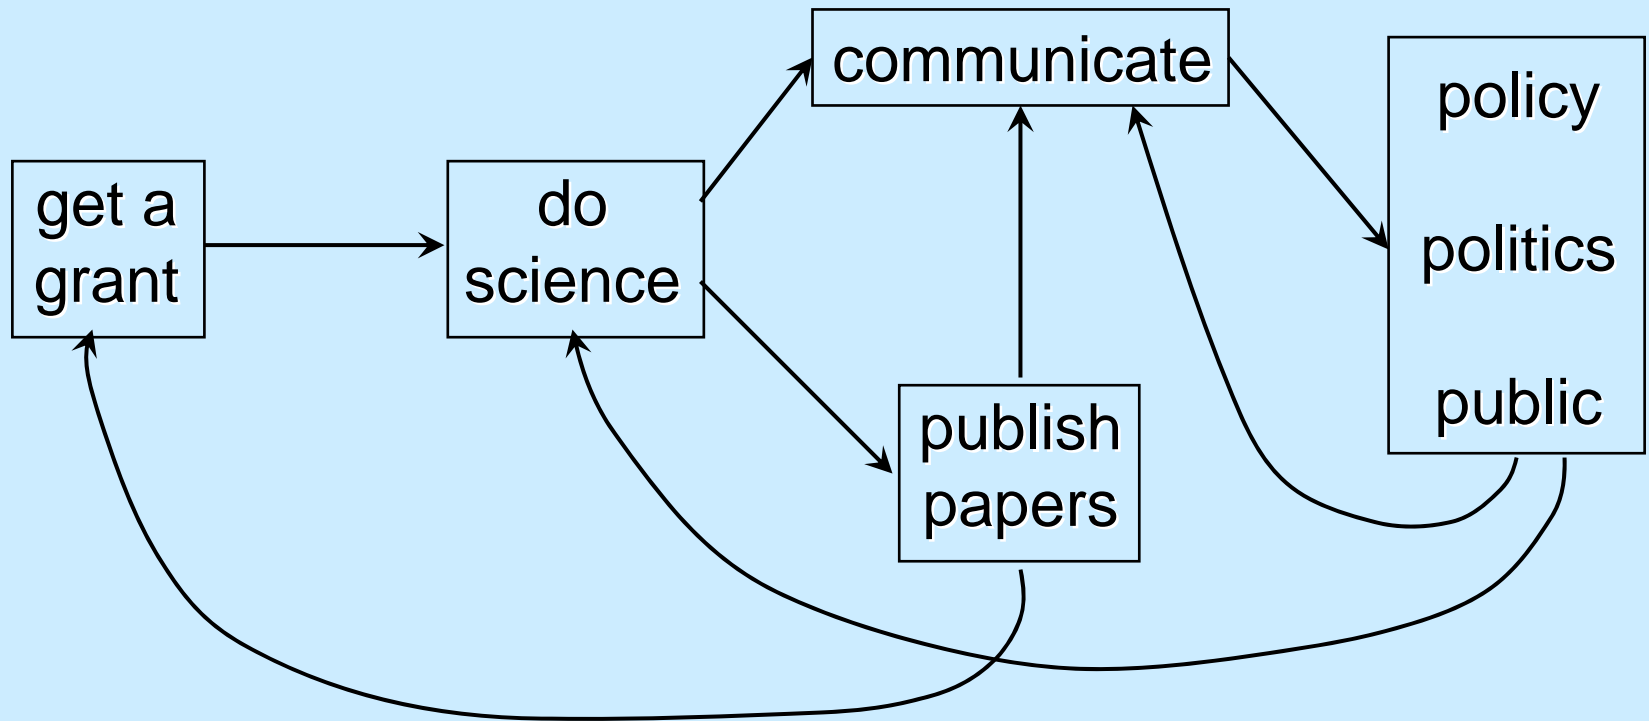 get a
grant
do
science
communicate
publish
papers
policy
politics
public